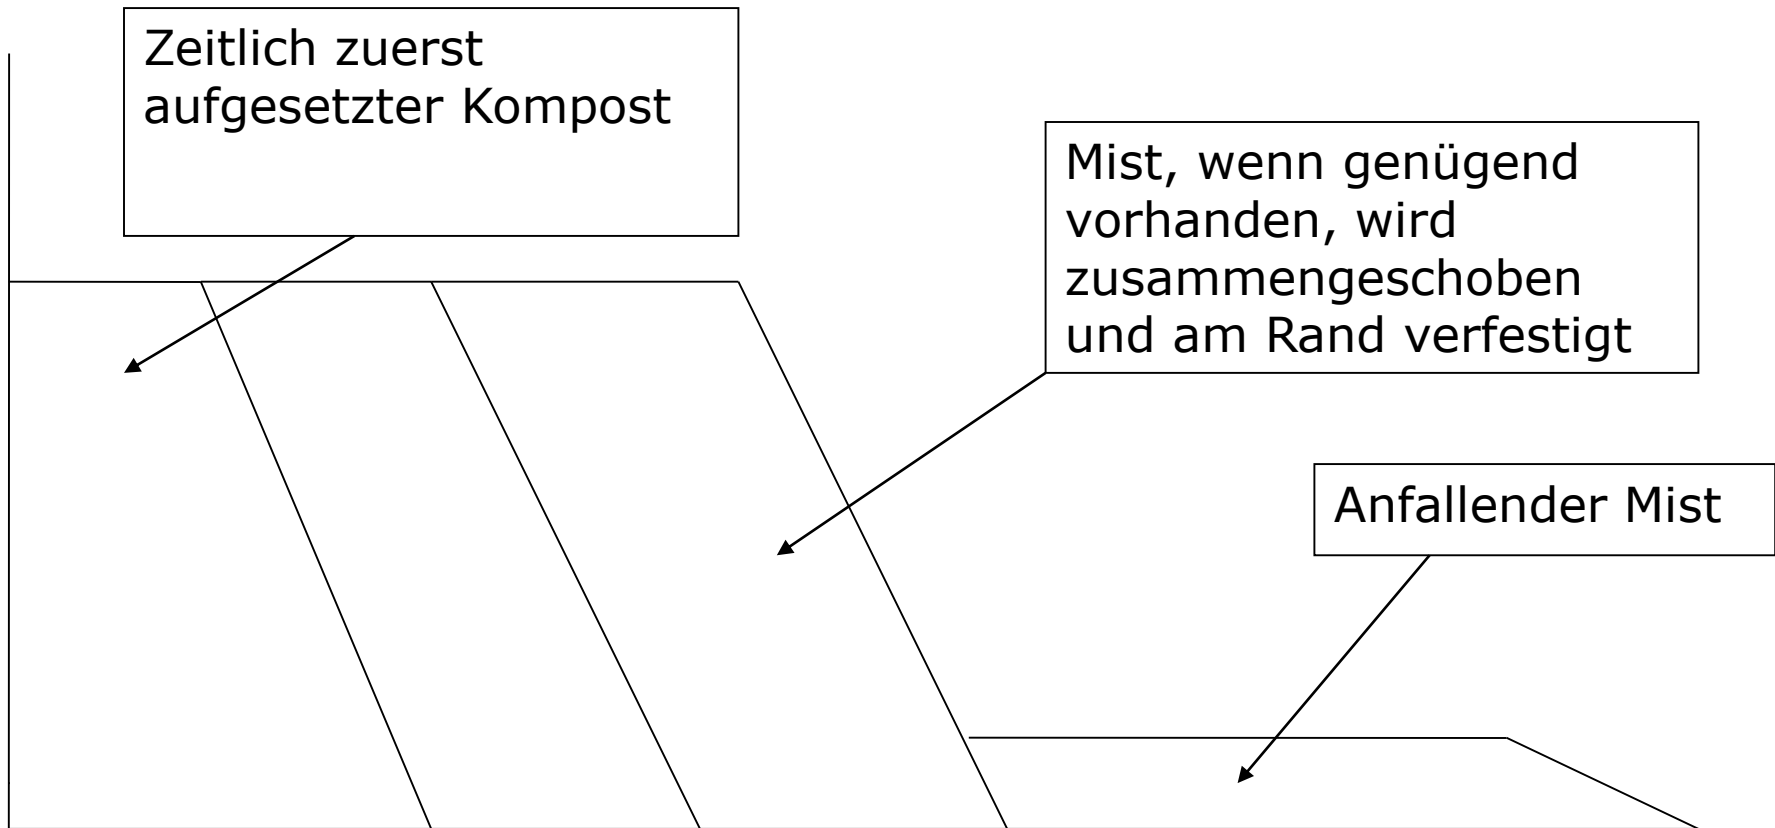 Zeitlich zuerst
aufgesetzter Kompost
Mist, wenn genügend
vorhanden, wird
zusammengeschoben
und am Rand verfestigt
Anfallender Mist